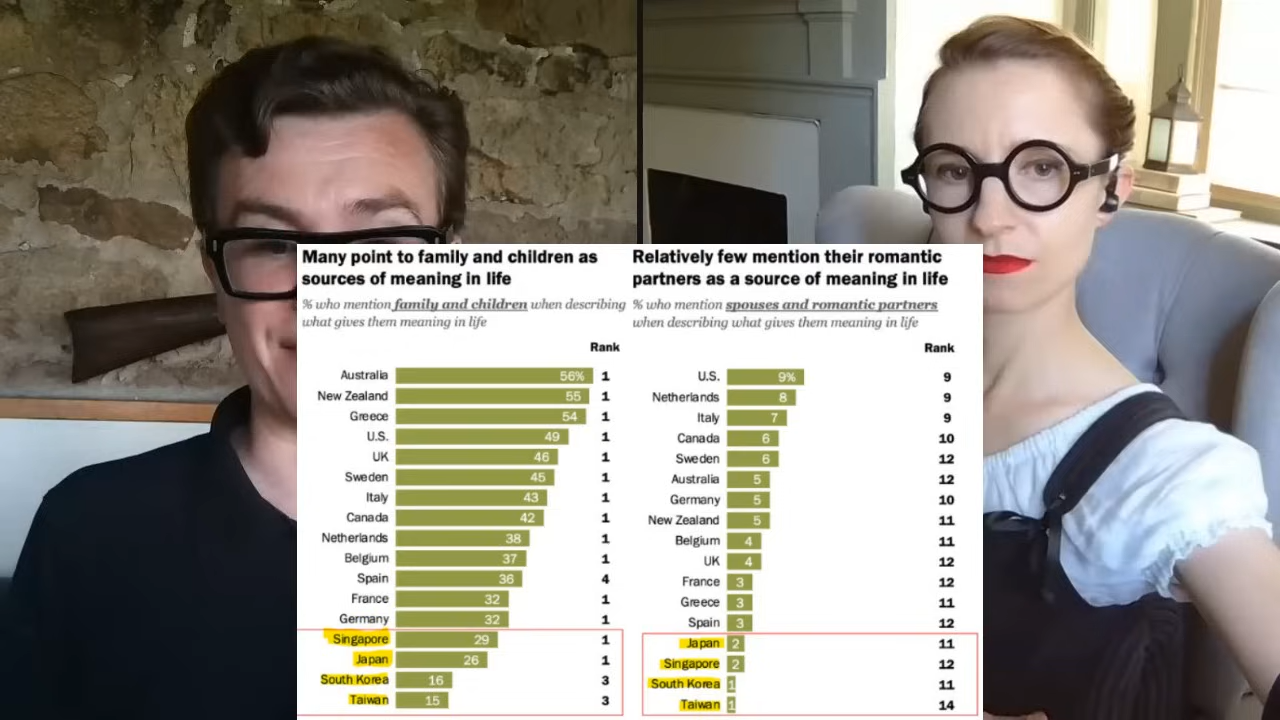 Many point to family and children as
sources of meaning in life
% who mention family and children when describing
what gives them meaning in life
Rank
Australia 56% 1
New Zealand 55 1
Greece 54 1
U.S. 49 1
UK 46 1
Sweden 45 1
Italy 43 1
Canada 42 1
Netherlands 38 1
Belgium 37 1
Spain 36 4
France 32 1
Germany 32 1
Singapore 29 1
Japan 26 1
South Korea 16 3
Taiwan 15 3
Relatively few mention their romantic
partners as a source of meaning in life
% who mention spouses and romantic partners
when describing what gives them meaning in life
Rank
U.S. 9% 9
Netherlands 8 9
Italy 7 9
Canada 6 10
Sweden 6 12
Australia 5 12
Germany 5 10
New Zealand 5 11
Belgium 4 11
UK 4 12
France 3 12
Greece 3 11
Spain 3 12
Japan 2 11
Singapore 2 12
South Korea 1 11
Taiwan 1 14